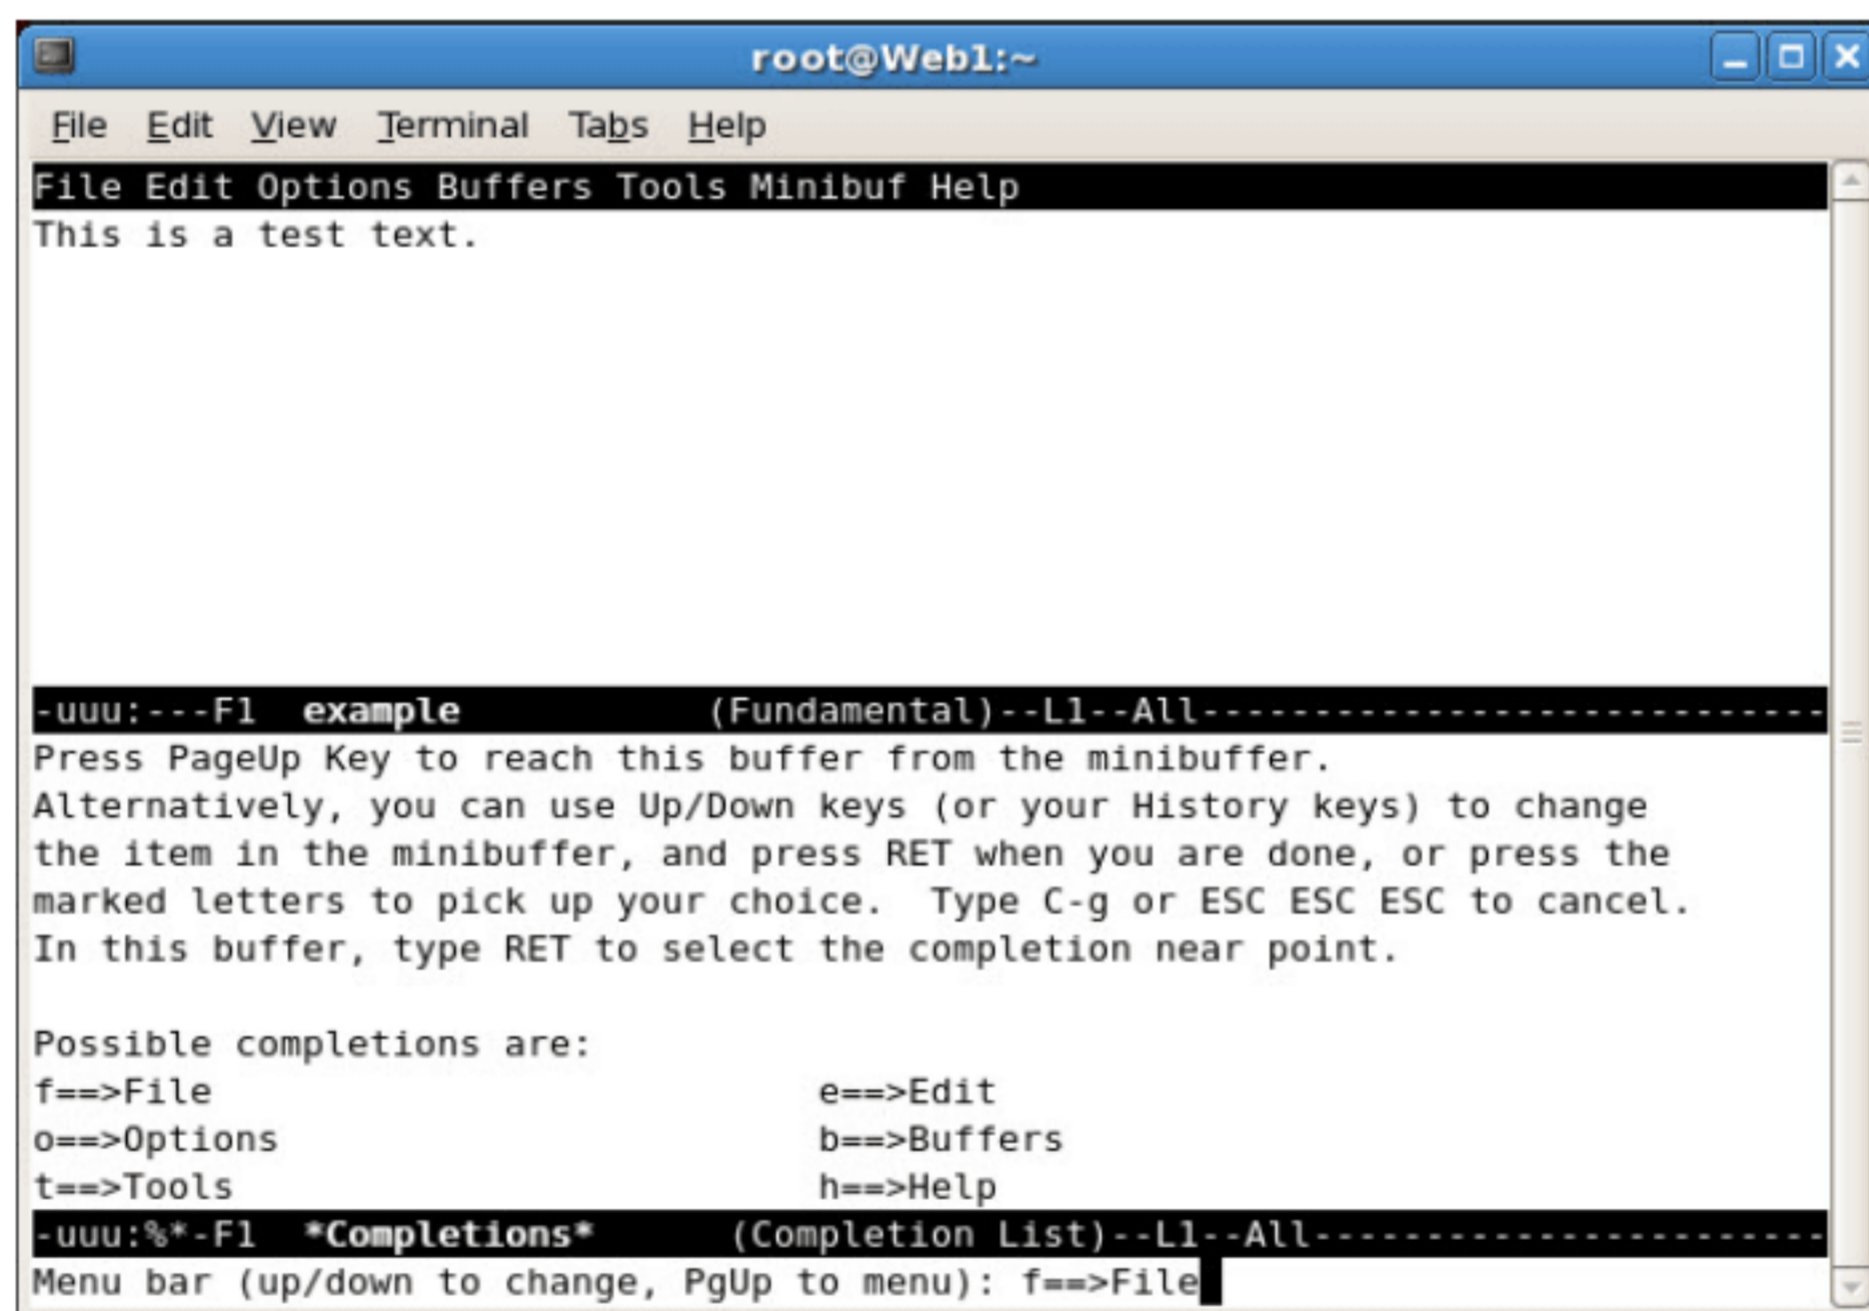 root@Web1:~
File Edit View Terminal Tabs Help
File Edit Options Buffers Tools Minibuf Help
This is a test text.
-uuu:---F1  example           (Fundamental)--L1--All----------------------------
Press PageUp Key to reach this buffer from the minibuffer.
Alternatively, you can use Up/Down keys (or your History keys) to change
the item in the minibuffer, and press RET when you are done, or press the
marked letters to pick up your choice.  Type C-g or ESC ESC ESC to cancel.
In this buffer, type RET to select the completion near point.
Possible completions are:
f==>File                           e==>Edit
o==>Options                        b==>Buffers
t==>Tools                          h==>Help
-uuu:%*-F1  *Completions*      (Completion List)--L1--All-----------------------
Menu bar (up/down to change, PgUp to menu): f==>File